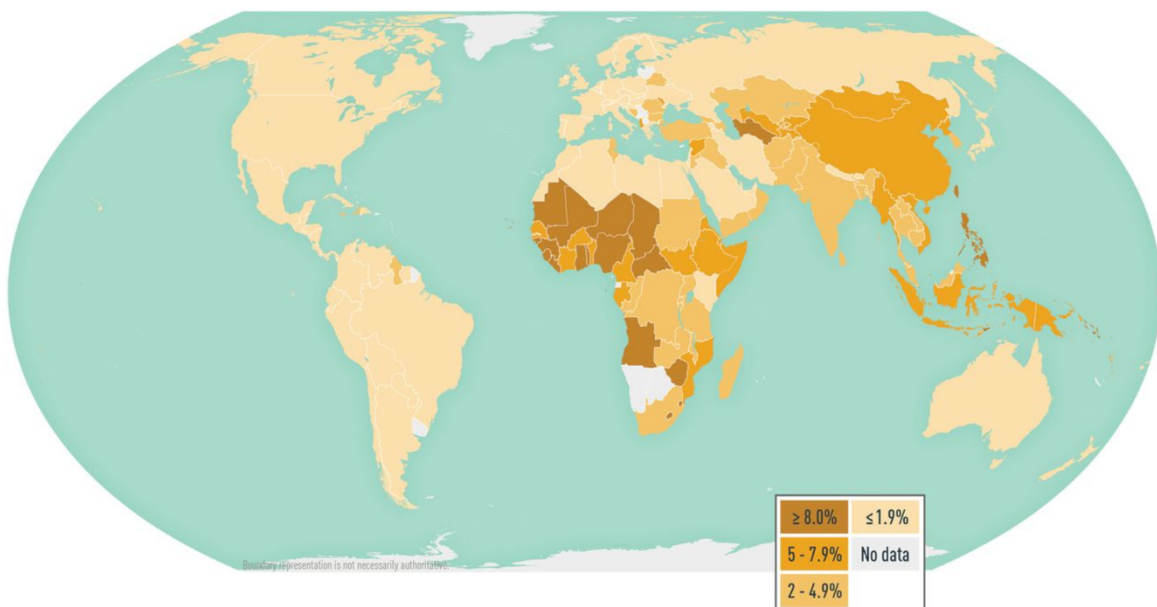 ≥ 8.0% ≤1.9%
5 - 7.9% No data
2 - 4.9%
Boundary representation is not necessarily authoritative.